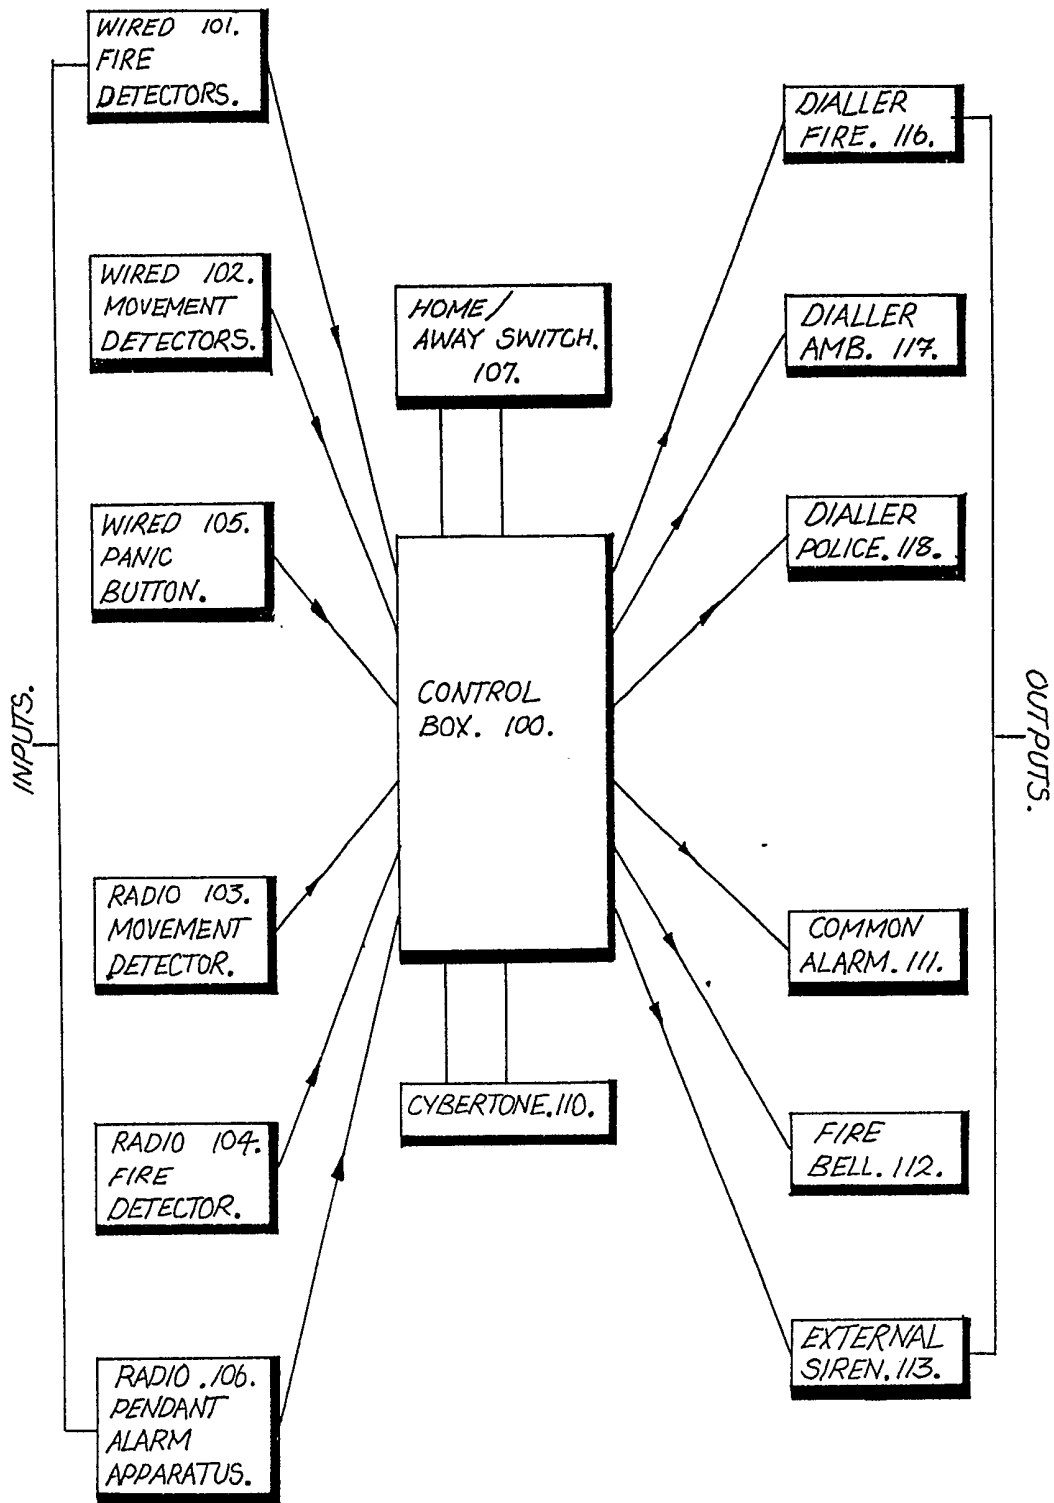 WIRED 101.
FIRE
DETECTORS.
WIRED 102.
MOVEMENT
DETECTORS.
WIRED 105.
PANIC
BUTTON.
RADIO 103.
MOVEMENT
DETECTOR.
RADIO 104.
FIRE
DETECTOR.
RADIO .106.
PENDANT
ALARM
APPARATUS.
INPUTS.
HOME/
AWAY SWITCH.
107.
CONTROL
BOX. 100.
CYBERTONE.110.
DIALLER
FIRE. 116.
DIALLER
AMB. 117.
DIALLER
POLICE. 118.
COMMON
ALARM. 111.
FIRE
BELL. 112.
EXTERNAL
SIREN. 113.
OUTPUTS.